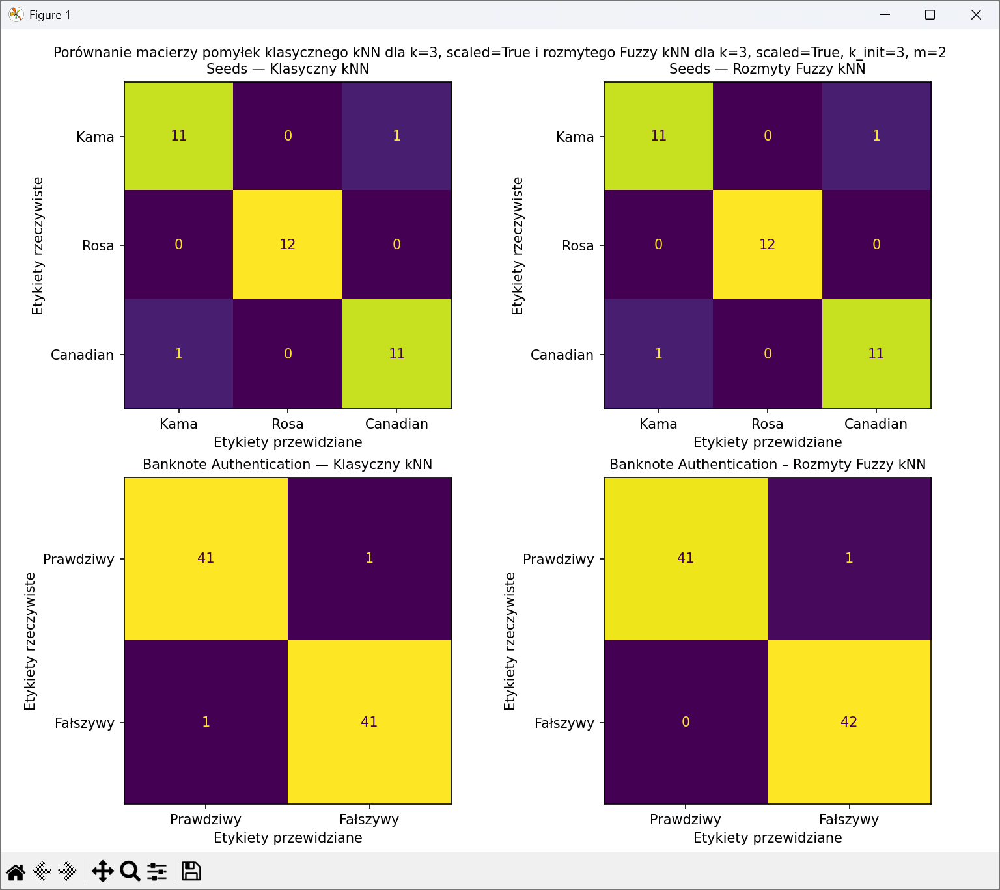 Figure 1
Porównanie macierzy pomyłek klasycznego kNN dla k=3, scaled=True i rozmytego Fuzzy kNN dla k=3, scaled=True, k_init=3, m=2
Seeds — Klasyczny kNN
Etykiety rzeczywiste
Kama 11 0 1
Rosa 0 12 0
Canadian 1 0 11
Kama Rosa Canadian
Etykiety przewidziane
Seeds — Rozmyty Fuzzy kNN
Etykiety rzeczywiste
Kama 11 0 1
Rosa 0 12 0
Canadian 1 0 11
Kama Rosa Canadian
Etykiety przewidziane
Banknote Authentication — Klasyczny kNN
Etykiety rzeczywiste
Prawdziwy 41 1
Fałszywy 1 41
Prawdziwy Fałszywy
Etykiety przewidziane
Banknote Authentication – Rozmyty Fuzzy kNN
Etykiety rzeczywiste
Prawdziwy 41 1
Fałszywy 0 42
Prawdziwy Fałszywy
Etykiety przewidziane